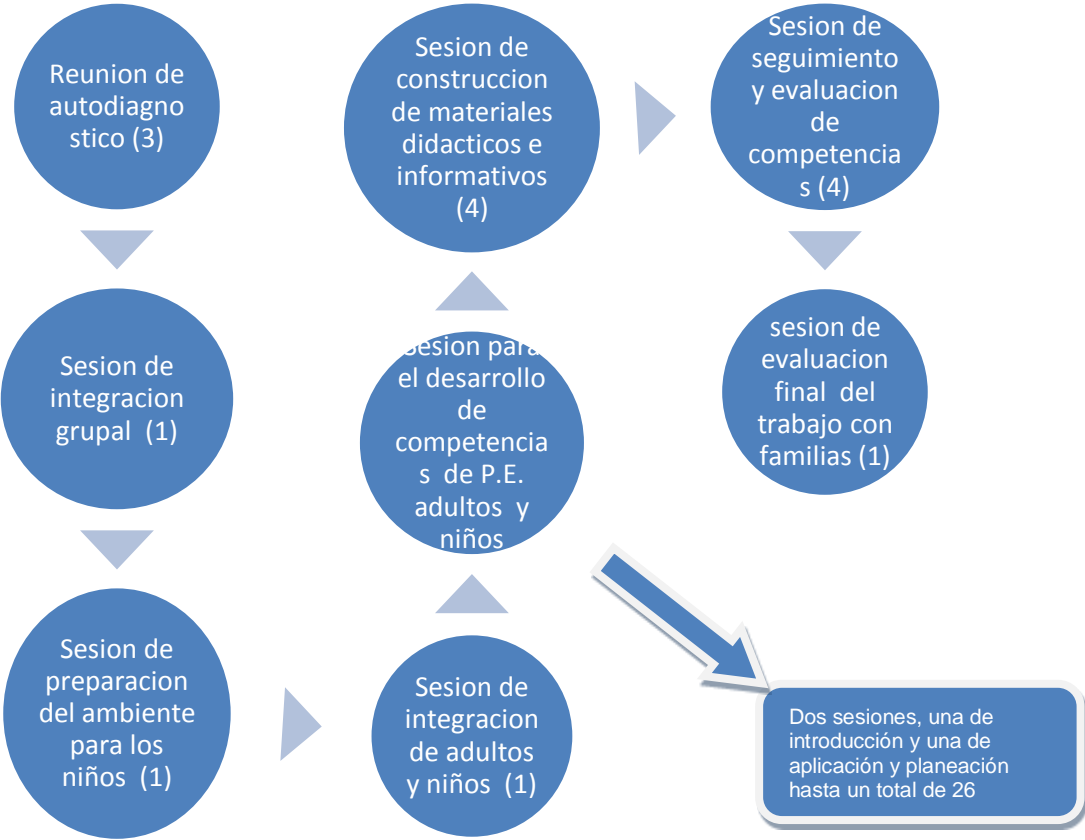 Reunion de
autodiagno
stico (3)
Sesion de
integracion
grupal (1)
Sesion de
preparacion
del ambiente
para los
niños (1)
Sesion de
integracion
de adultos
y niños (1)
Sesion para
el desarrollo
de
competencia
s de P.E.
adultos y
niños
Sesion de
construccion
de materiales
didacticos e
informativos
(4)
Sesion de
seguimiento
y evaluacion
de
competencia
s (4)
sesion de
evaluacion
final del
trabajo con
familias (1)
Dos sesiones, una de
introducción y una de
aplicación y planeación
hasta un total de 26